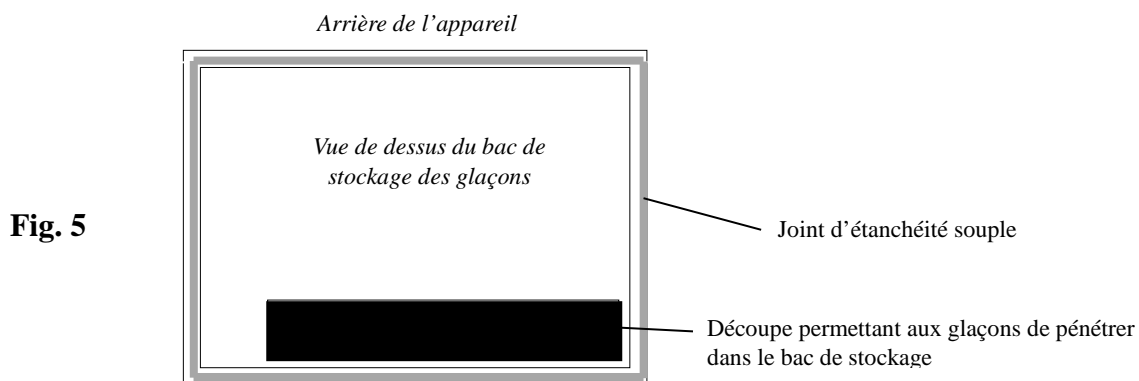 Arrière de l’appareil
Vue de dessus du bac de
stockage des glaçons
Fig. 5
Joint d’étanchéité souple
Découpe permettant aux glaçons de pénétrer
dans le bac de stockage